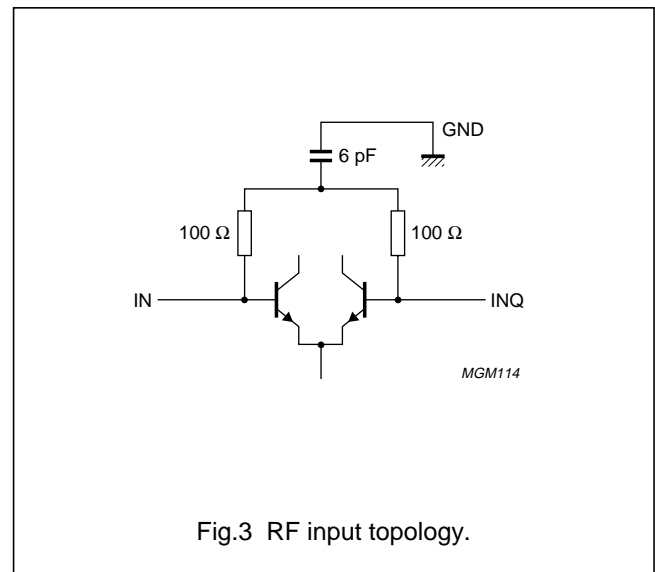 GND
6 pF
100 Ω
100 Ω
IN
INQ
MGM114
Fig.3 RF input topology.